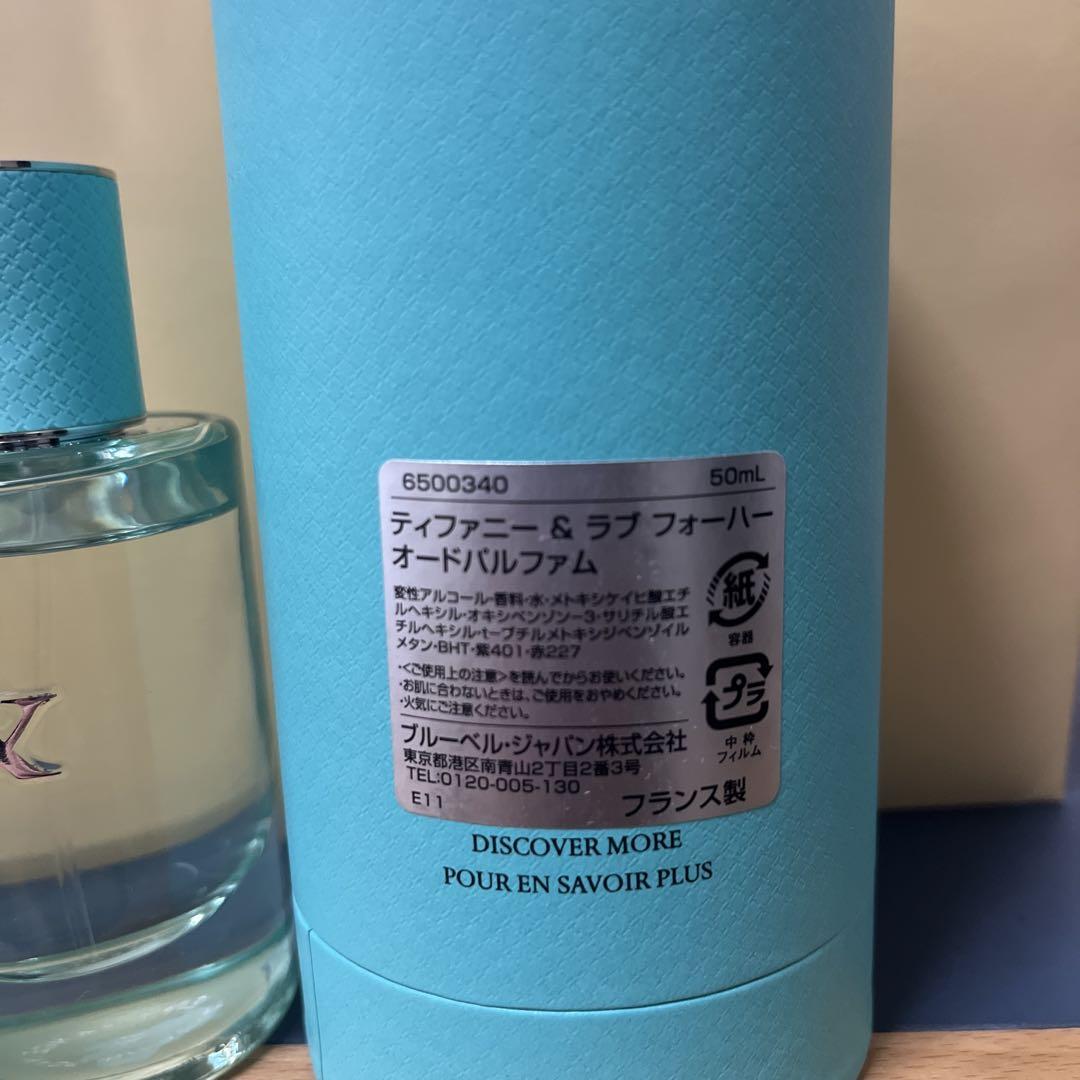 6500340 50mL
ティファニー & ラブ フォーハー
オードパルファム
変性アルコール・香料・水・メトキシケイヒ酸エチ
ルヘキシル・オキシベンゾン-3・サリチル酸エ
チルヘキシル・t-ブチルメトキシジベンゾイル
メタン・BHT・紫401・赤227
・<ご使用上の注意>を読んでからお使いください。
・お肌に合わないときは、ご使用をおやめください。
・火気にご注意ください。
ブルーベル・ジャパン株式会社
東京都港区南青山2丁目2番3号
TEL:0120-005-130
E11 フランス製
紙
容器
プラ
中枠
フィルム
DISCOVER MORE
POUR EN SAVOIR PLUS